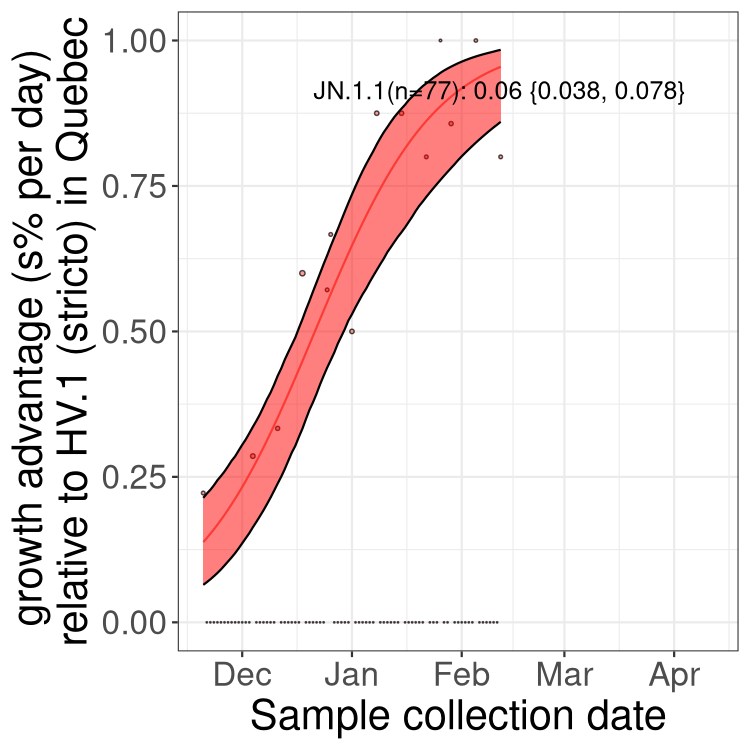 growth advantage (s% per day)
relative to HV.1 (stricto) in Quebec
1.00
0.75
0.50
0.25
0.00
JN.1.1(n=77): 0.06 {0.038, 0.078}
Dec Jan Feb Mar Apr
Sample collection date